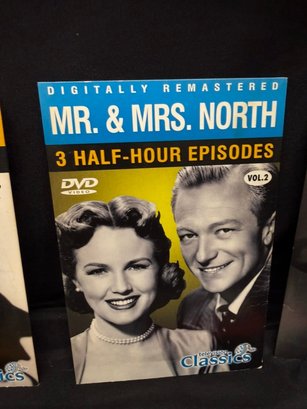 DIGITALLY REMASTERED
MR. & MRS. NORTH
3 HALF-HOUR EPISODES
DVD
VIDEO
VOL.2
Classics